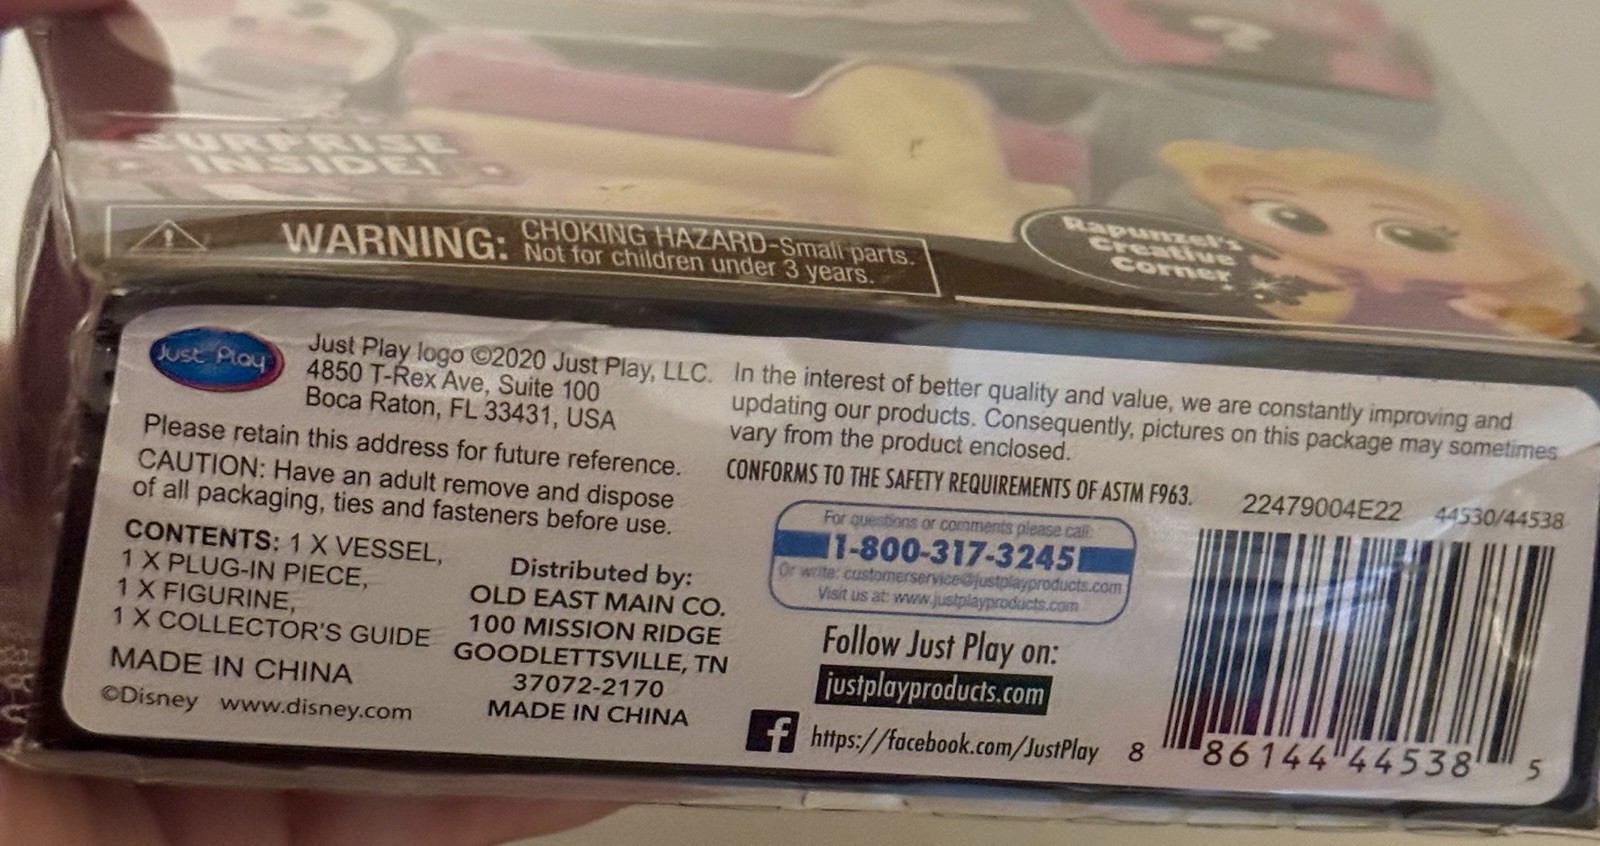 SURPRISE
INSIDE!
WARNING: CHOKING HAZARD-Small parts.
Not for children under 3 years.
Rapunzel's
Creative
Corner
Just Play
Just Play logo ©2020 Just Play, LLC.
4850 T-Rex Ave, Suite 100
Boca Raton, FL 33431, USA
Please retain this address for future reference.
CAUTION: Have an adult remove and dispose
of all packaging, ties and fasteners before use.
CONTENTS: 1 X VESSEL,
1 X PLUG-IN PIECE,
1 X FIGURINE,
1 X COLLECTOR'S GUIDE
MADE IN CHINA
©Disney www.disney.com
Distributed by:
OLD EAST MAIN CO.
100 MISSION RIDGE
GOODLETTSVILLE, TN
37072-2170
MADE IN CHINA
In the interest of better quality and value, we are constantly improving and
updating our products. Consequently, pictures on this package may sometimes
vary from the product enclosed.
CONFORMS TO THE SAFETY REQUIREMENTS OF ASTM F963.
For questions or comments please call:
1-800-317-3245
Or write: customerservice@justplayproducts.com
Visit us at: www.justplayproducts.com
Follow Just Play on:
justplayproducts.com
f https://facebook.com/JustPlay
22479004E22 44530/44538
8 86144 44538 5